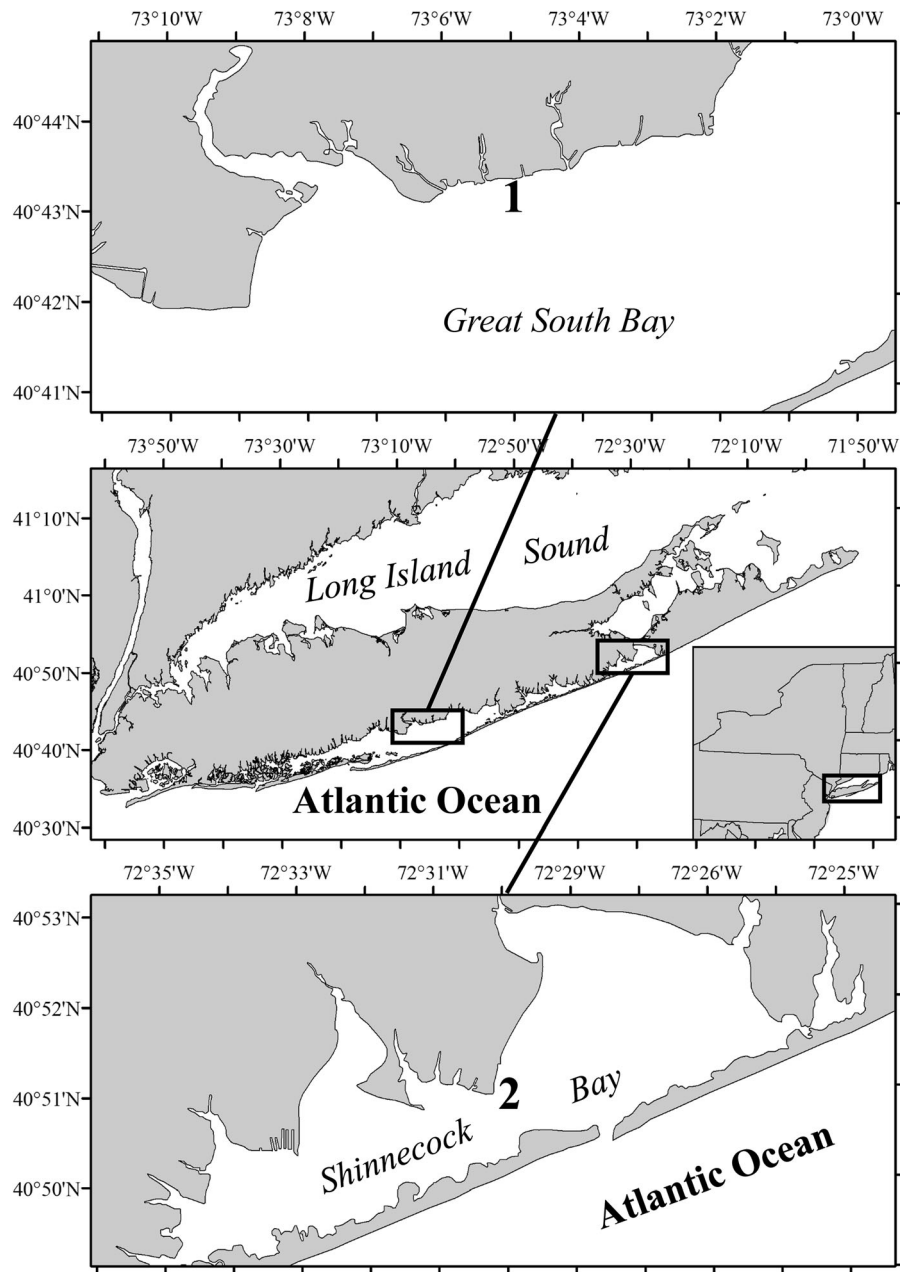 73°10'W 73°8'W 73°6'W 73°4'W 73°2'W 73°0'W
40°44'N
40°43'N
1
40°42'N
Great South Bay
40°41'N
73°50'W 73°30'W 73°10'W 72°50'W 72°30'W 72°10'W 71°50'W
41°10'N
Long Island Sound
41°0'N
40°50'N
40°40'N
Atlantic Ocean
40°30'N
72°35'W 72°33'W 72°31'W 72°29'W 72°26'W 72°25'W
40°53'N
40°52'N
40°51'N
2
Shinnecock Bay
40°50'N
Atlantic Ocean